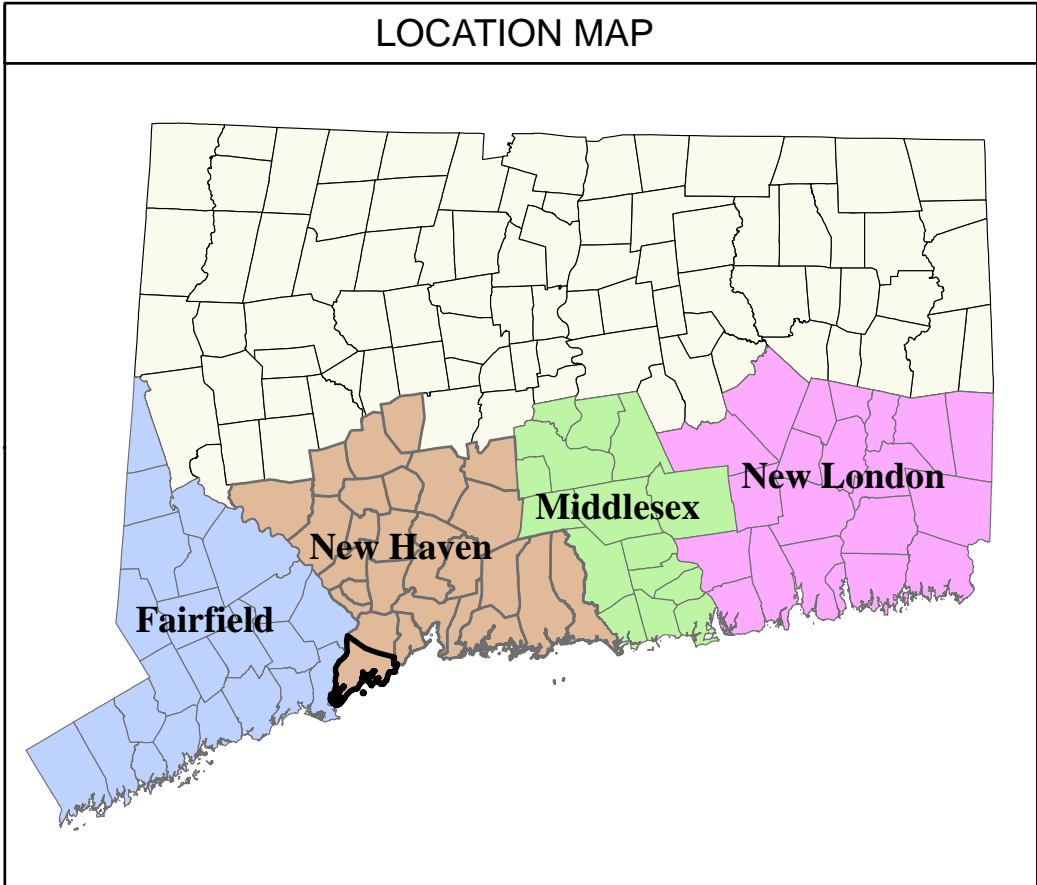 LOCATION MAP
New London
Middlesex
New Haven
Fairfield